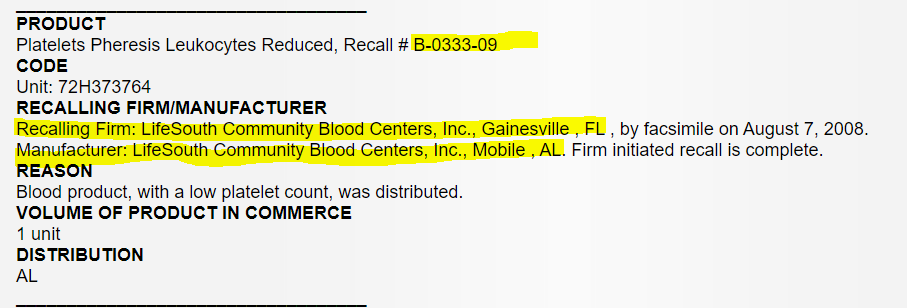 PRODUCT
Platelets Pheresis Leukocytes Reduced, Recall # B-0333-09
CODE
Unit: 72H373764
RECALLING FIRM/MANUFACTURER
Recalling Firm: LifeSouth Community Blood Centers, Inc., Gainesville , FL , by facsimile on August 7, 2008.
Manufacturer: LifeSouth Community Blood Centers, Inc., Mobile , AL. Firm initiated recall is complete.
REASON
Blood product, with a low platelet count, was distributed.
VOLUME OF PRODUCT IN COMMERCE
1 unit
DISTRIBUTION
AL